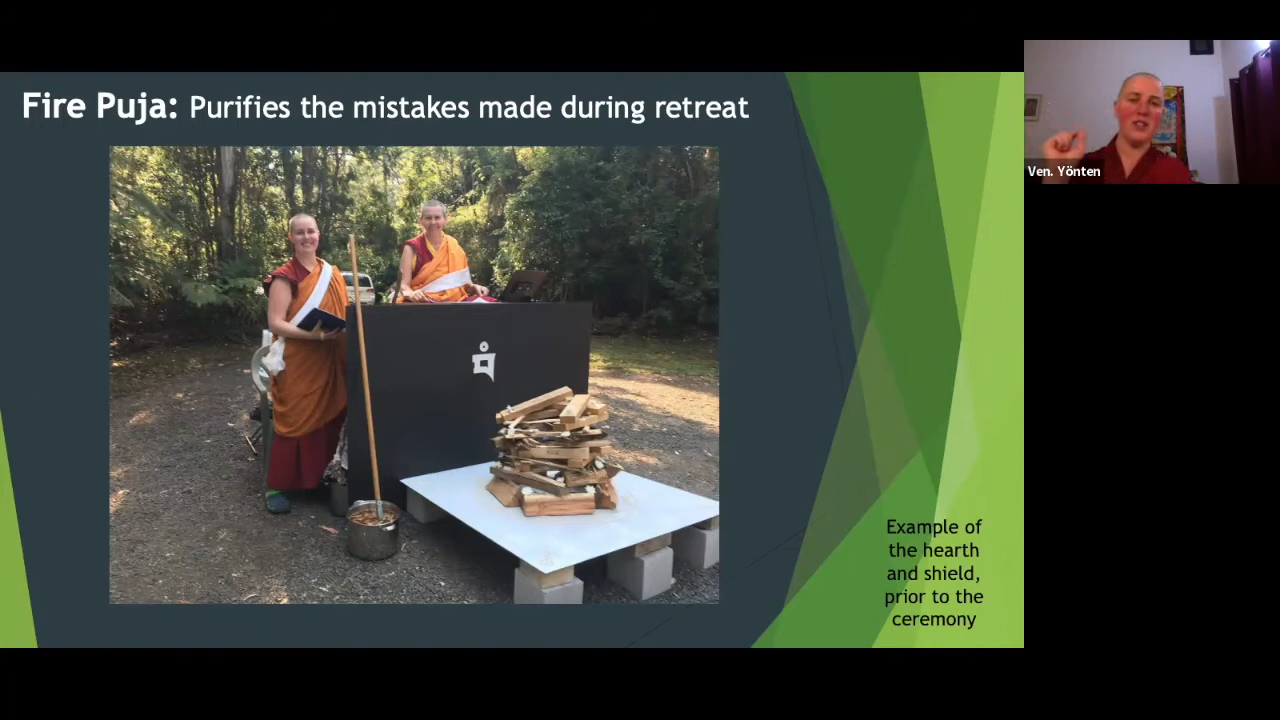 Fire Puja: Purifies the mistakes made during retreat
Ven. Yönten
Example of
the hearth
and shield,
prior to the
ceremony